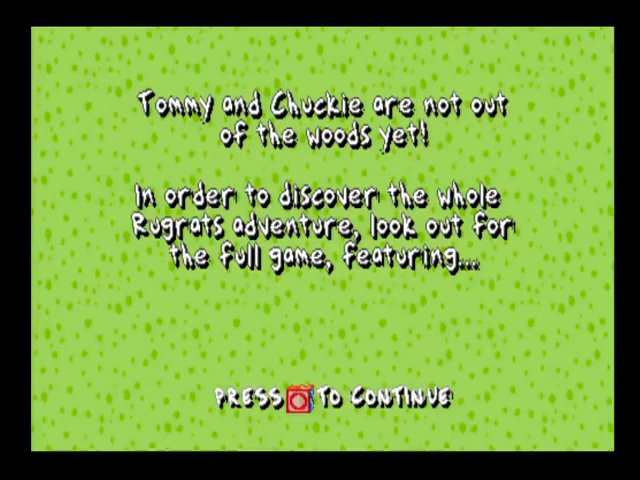 Tommy and Chuckie are not out
of the woods yet!
In order to discover the whole
Rugrats adventure, look out for
the full game, featuring...
PRESS TO CONTINUE